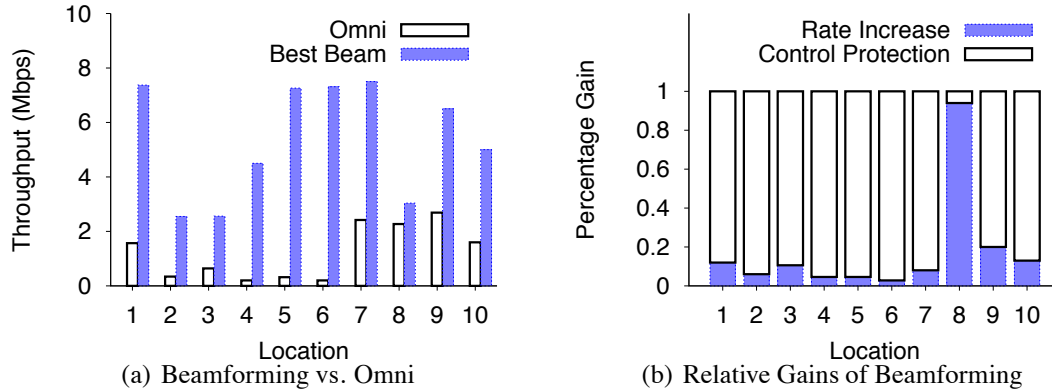 Throughput (Mbps)
10
8
6
4
2
0
Omni
Best Beam
1 2 3 4 5 6 7 8 9 10
Location
(a) Beamforming vs. Omni
Percentage Gain
Rate Increase
Control Protection
1
0.8
0.6
0.4
0.2
0
1 2 3 4 5 6 7 8 9 10
Location
(b) Relative Gains of Beamforming